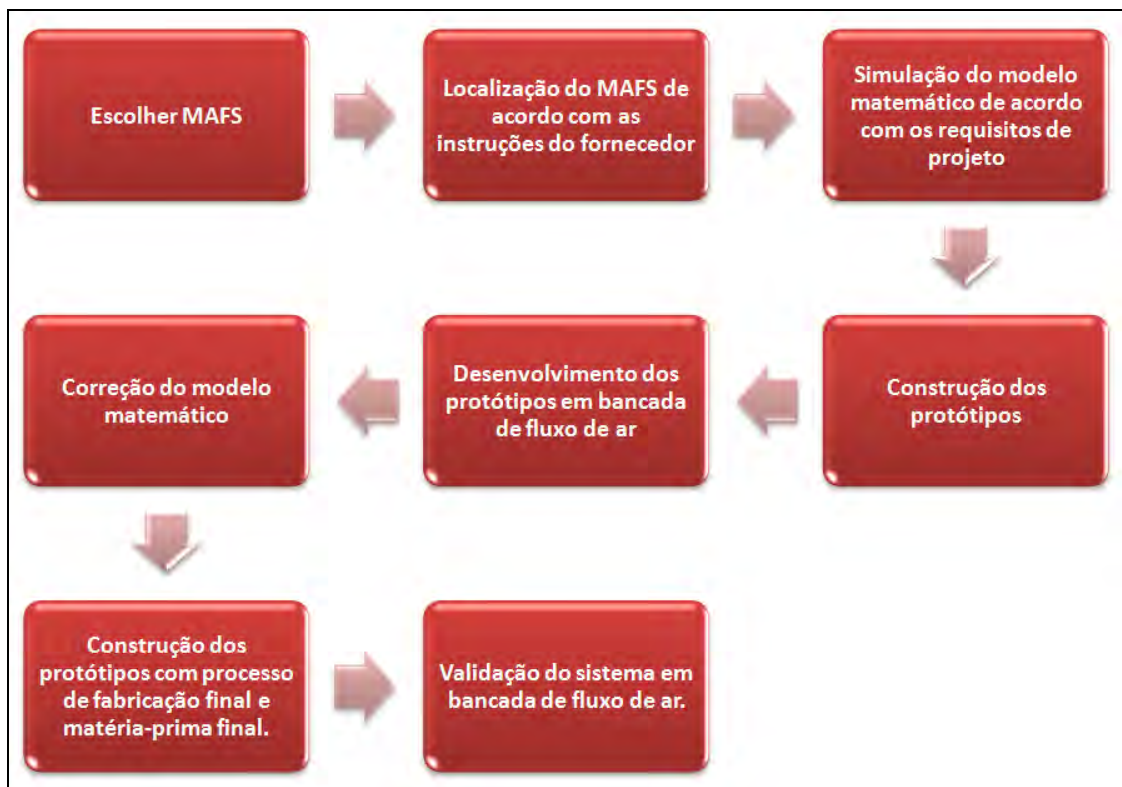 Escolher MAFS
Localização do MAFS de
acordo com as
instruções do fornecedor
Simulação do modelo
matemático de acordo
com os requisitos de
projeto
Construção dos
protótipos
Desenvolvimento dos
protótipos em bancada
de fluxo de ar
Correção do modelo
matemático
Construção dos
protótipos com processo
de fabricação final e
matéria-prima final.
Validação do sistema em
bancada de fluxo de ar.